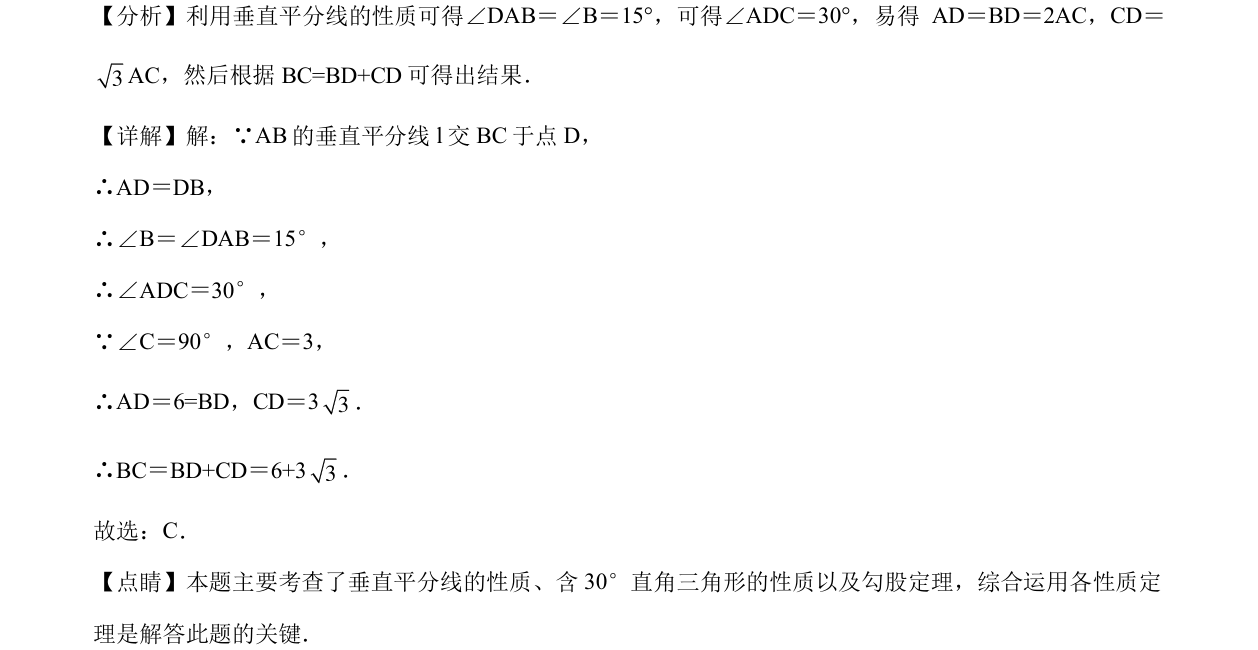 【分析】利用垂直平分线的性质可得∠DAB＝∠B＝15°，可得∠ADC＝30°，易得 AD＝BD＝2AC，CD＝
√3AC，然后根据 BC=BD+CD 可得出结果．
【详解】解：∵AB 的垂直平分线 l 交 BC 于点 D，
∴AD＝DB，
∴∠B＝∠DAB＝15°，
∴∠ADC＝30°，
∵∠C＝90°，AC＝3，
∴AD＝6=BD，CD＝3√3．
∴BC＝BD+CD＝6+3√3．
故选：C．
【点睛】本题主要考查了垂直平分线的性质、含 30°直角三角形的性质以及勾股定理，综合运用各性质定
理是解答此题的关键．